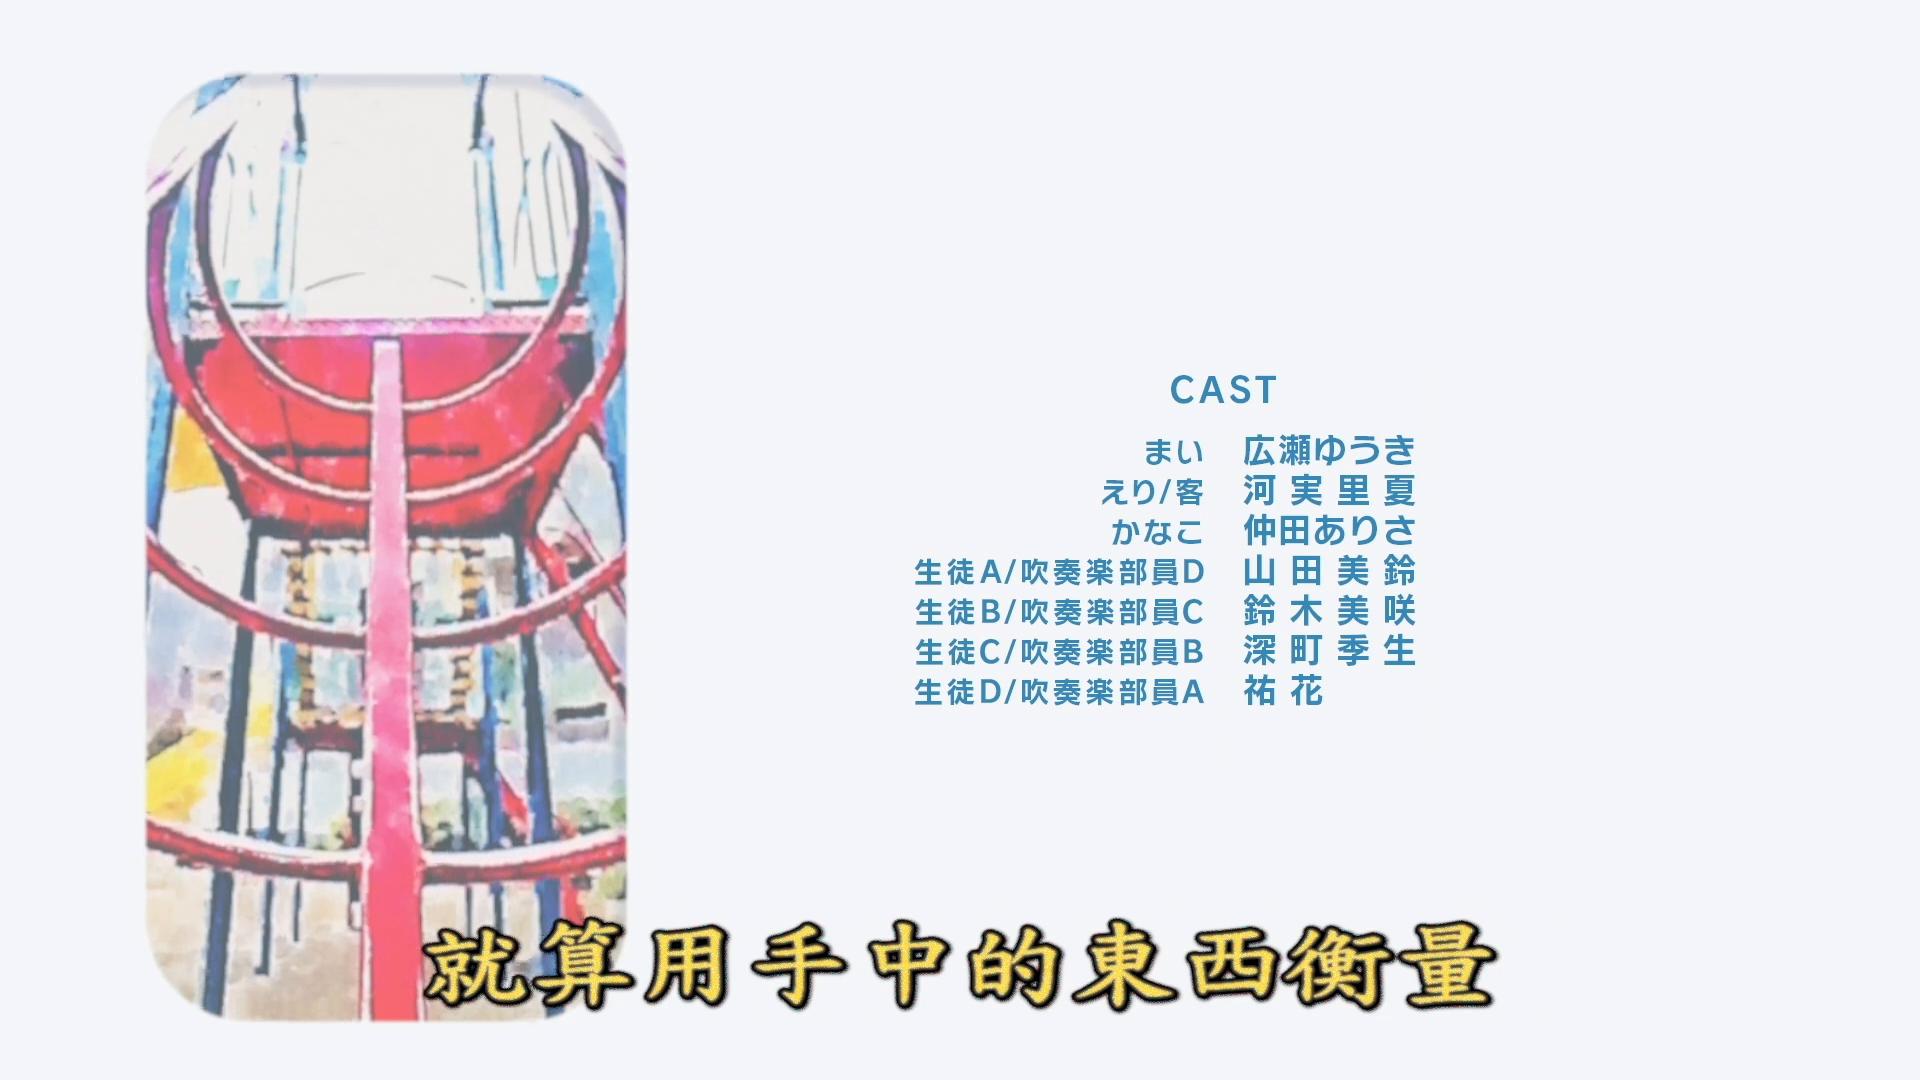 CAST
まい 広瀬ゆうき
えり/客 河実里夏
かなこ 仲田ありさ
生徒A/吹奏楽部員D 山田美鈴
生徒B/吹奏楽部員C 鈴木美咲
生徒C/吹奏楽部員B 深町季生
生徒D/吹奏楽部員A 祐花
就算用手中的東西衡量